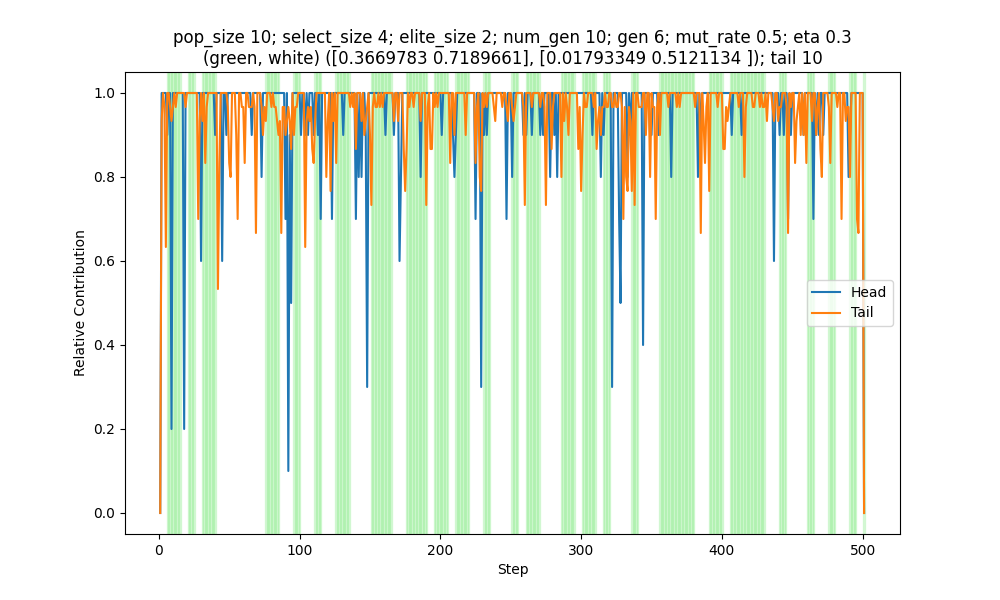 pop_size 10; select_size 4; elite_size 2; num_gen 10; gen 6; mut_rate 0.5; eta 0.3
(green, white) ([0.3669783 0.7189661], [0.01793349 0.5121134 ]); tail 10
1.0
0.8
0.6
0.4
0.2
0.0
Relative Contribution
Head
Tail
0
100
200
300
400
500
Step